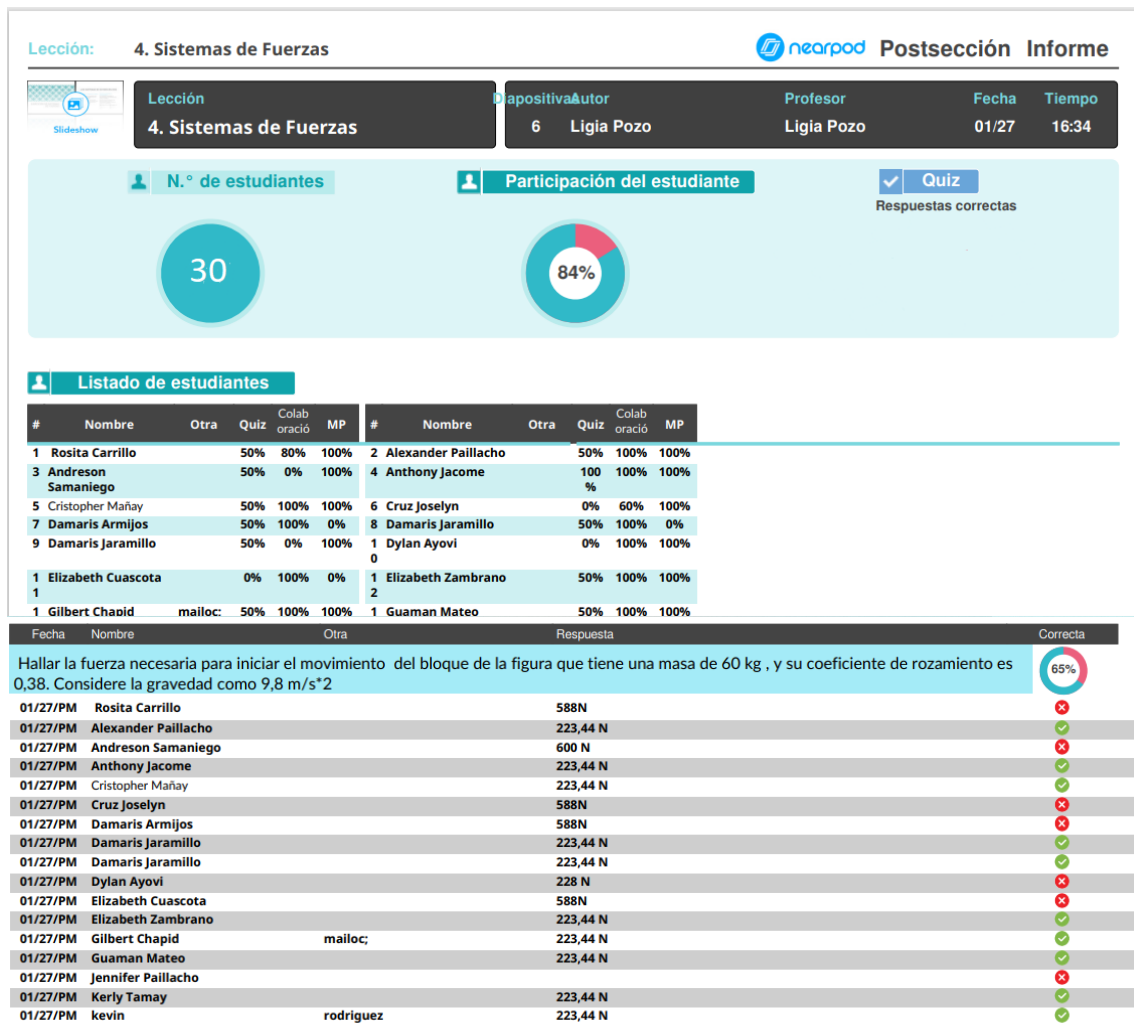 Lección: 4. Sistemas de Fuerzas nearpod Postsección Informe
Slideshow
Lección Diapositivas Autor Profesor Fecha Tiempo
4. Sistemas de Fuerzas 6 Ligia Pozo Ligia Pozo 01/27 16:34
N.° de estudiantes Participación del estudiante Quiz
Respuestas correctas
30 84%
Listado de estudiantes
# Nombre Otra Quiz Colab oració MP # Nombre Otra Quiz Colab oració MP
1 Rosita Carrillo 50% 80% 100% 2 Alexander Paillacho 50% 100% 100%
3 Andreson Samaniego 50% 0% 100% 4 Anthony Jacome 100 % 100% 100%
5 Cristopher Mañay 50% 100% 100% 6 Cruz Joselyn 0% 60% 100%
7 Damaris Armijos 50% 100% 0% 8 Damaris Jaramillo 50% 100% 0%
9 Damaris Jaramillo 50% 0% 100% 1 0 Dylan Ayovi 0% 100% 100%
1 1 Elizabeth Cuascota 0% 100% 0% 1 2 Elizabeth Zambrano 50% 100% 100%
1 Gilbert Chapid mailoc; 50% 100% 100% 1 Guaman Mateo 50% 100% 100%
Fecha Nombre Otra Respuesta Correcta
Hallar la fuerza necesaria para iniciar el movimiento del bloque de la figura que tiene una masa de 60 kg , y su coeficiente de rozamiento es
0,38. Considere la gravedad como 9,8 m/s*2
65%
01/27/PM Rosita Carrillo 588N
01/27/PM Alexander Paillacho 223,44 N
01/27/PM Andreson Samaniego 600 N
01/27/PM Anthony Jacome 223,44 N
01/27/PM Cristopher Mañay 223,44 N
01/27/PM Cruz Joselyn 588N
01/27/PM Damaris Armijos 588N
01/27/PM Damaris Jaramillo 223,44 N
01/27/PM Damaris Jaramillo 223,44 N
01/27/PM Dylan Ayovi 228 N
01/27/PM Elizabeth Cuascota 588N
01/27/PM Elizabeth Zambrano 223,44 N
01/27/PM Gilbert Chapid mailoc; 223,44 N
01/27/PM Guaman Mateo 223,44 N
01/27/PM Jennifer Paillacho
01/27/PM Kerly Tamay 223,44 N
01/27/PM kevin rodriguez 223,44 N